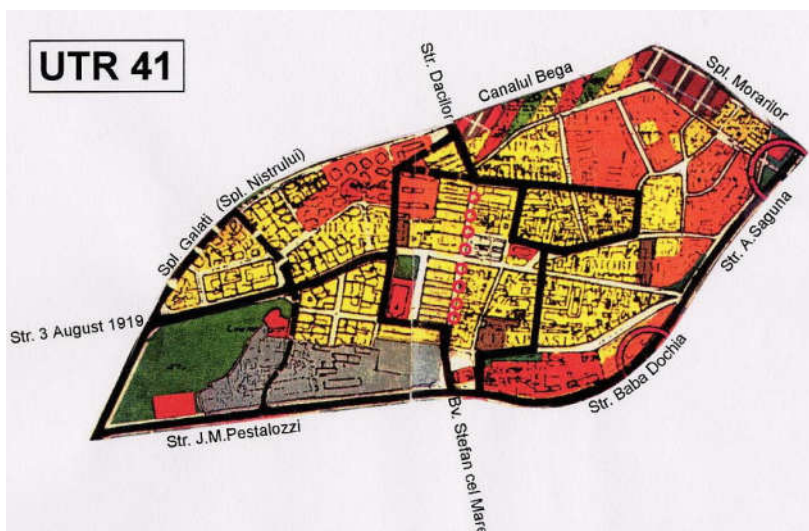 UTR 41
Str. Dacilor
Canalul Bega
Spl. Morarilor
Spl. Galati (Spl. Nistrului)
Str. A.Saguna
Str. 3 August 1919
Str. Baba Dochia
Str. J.M.Pestalozzi
Bv. Stefan cel Mare